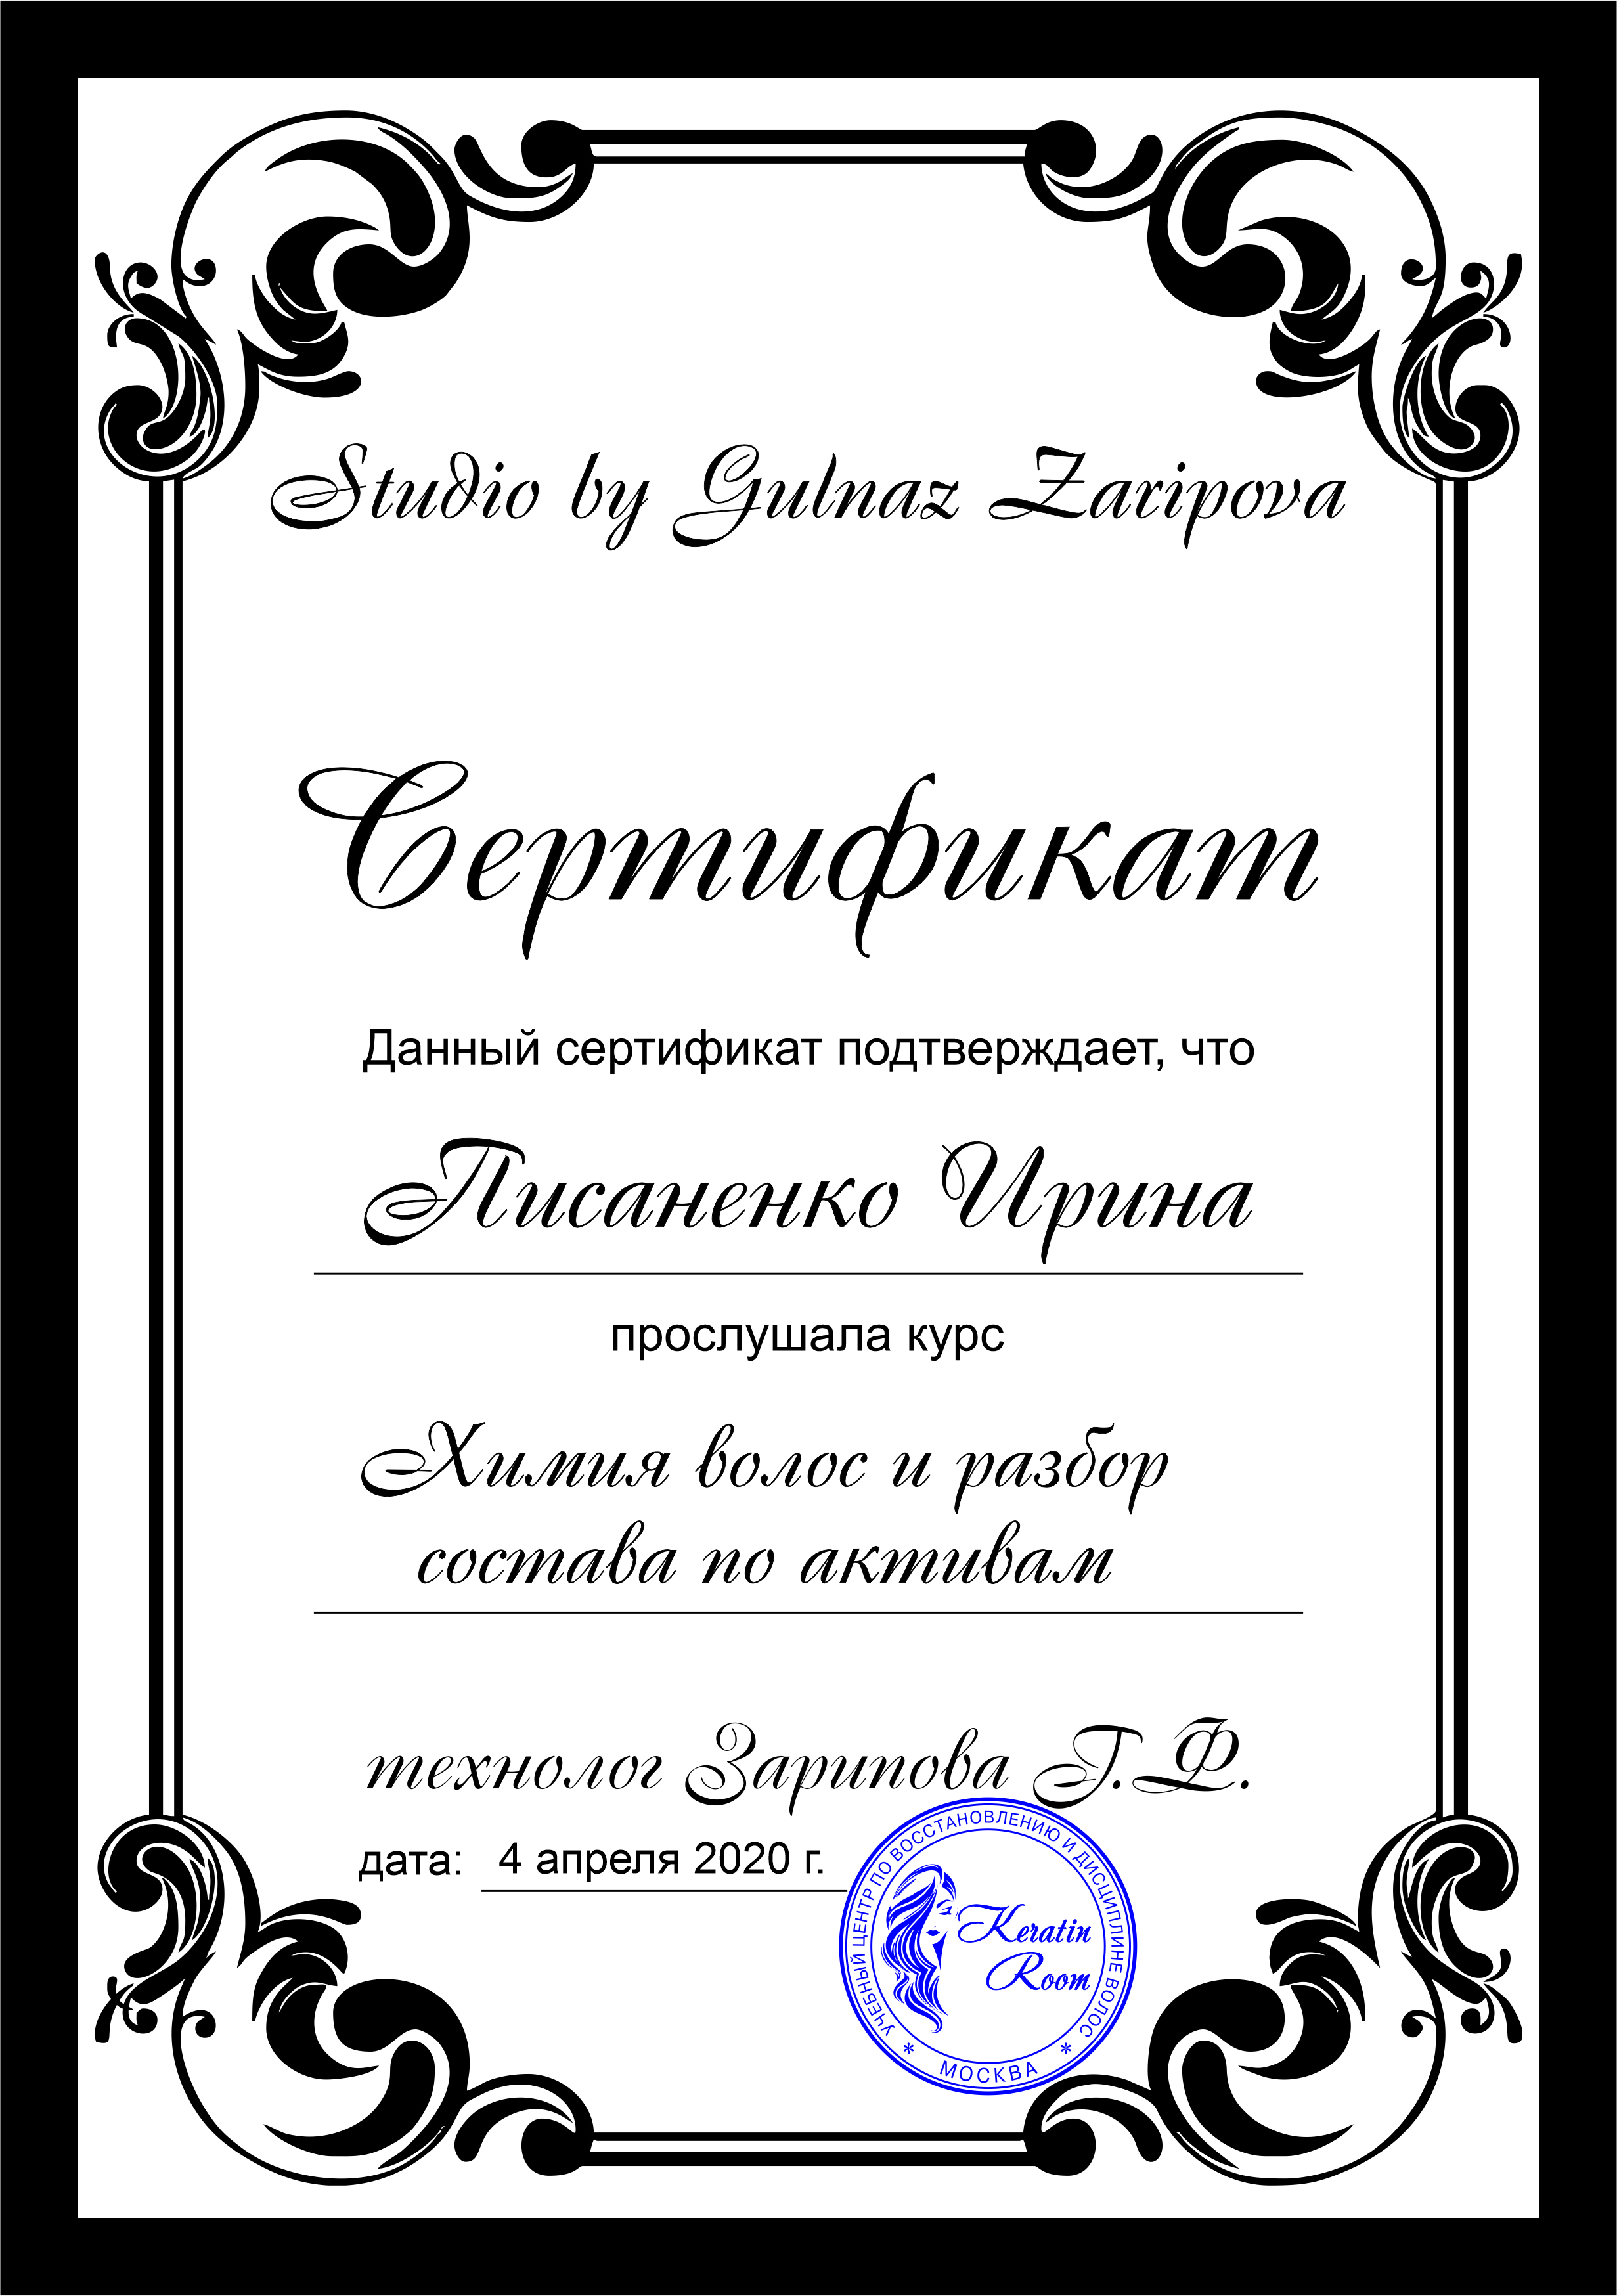 Studio by Gulnaz Zaripova
Сертификат
Данный сертификат подтверждает, что
Писаненко Ирина
прослушала курс
Химия волос и разбор
состава по активам
технолог Зарипова Г.Ф.
дата: 4 апреля 2020 г.
УЧЕБНЫЙ ЦЕНТР ПО ВОССТАНОВЛЕНИЮ И ДИСЦИПЛИНЕ ВОЛОС
Keratin
Room
* МОСКВА *